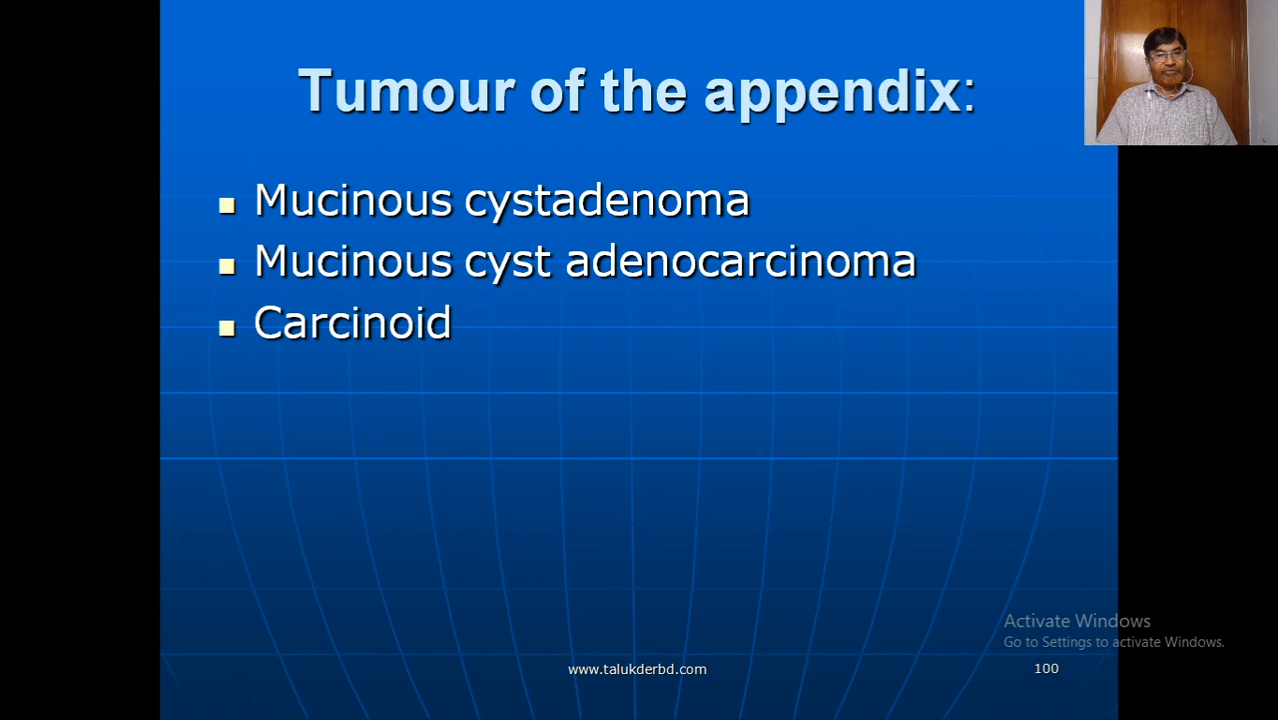 Tumour of the appendix:
Mucinous cystadenoma
Mucinous cyst adenocarcinoma
Carcinoid
Activate Windows
Go to Settings to activate Windows.
www.talukderbd.com
100